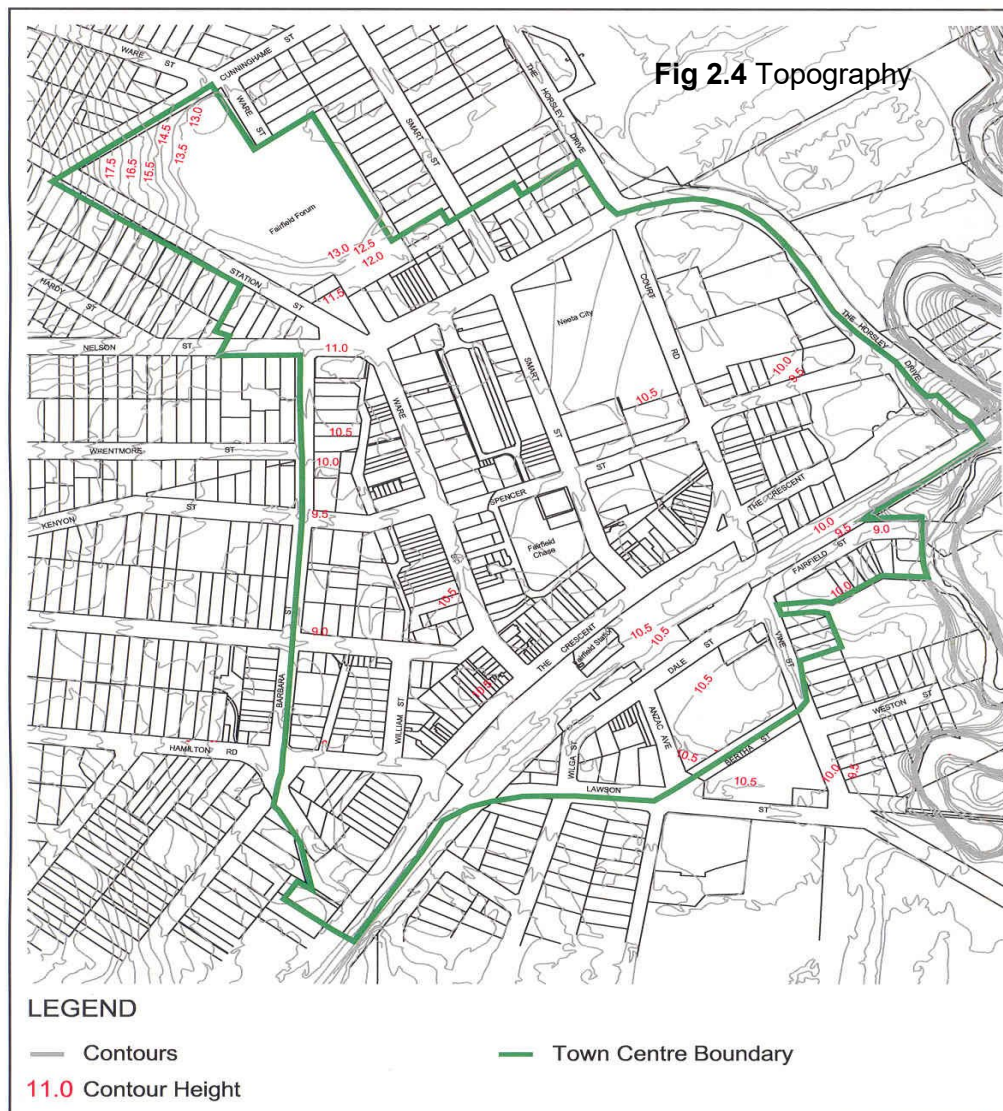 Fig 2.4 Topography
WARE ST
CUNNINGHAME ST
WARE ST
SMART ST
THE HORSLEY DRIVE
13.0
14.5
13.5
17.5
16.5
15.5
Fairfield Forum
13.0
12.5
12.0
11.5
STATION ST
HARDY ST
NELSON ST
11.0
Neeta City
COURT RD
THE HORSLEY DRIVE
SMART ST
WARE ST
10.0
9.5
10.5
10.5
WRENTMORE ST
10.0
KENYON ST
9.5
SPENCER ST
THE CRESCENT
Fairfield Chase
10.0
9.5
9.0
FAIRFIELD ST
10.0
10.5
9.0
THE CRESCENT
Fairfield Station
10.5
10.5
DALE ST
VINE ST
10.5
10.5
WESTON ST
BARBARA ST
WILLIAM ST
HAMILTON RD
WILGA ST
ANZAC AVE
10.5
BERTHA ST
10.5
10.0
9.5
LAWSON ST
LEGEND
Contours
Town Centre Boundary
11.0 Contour Height